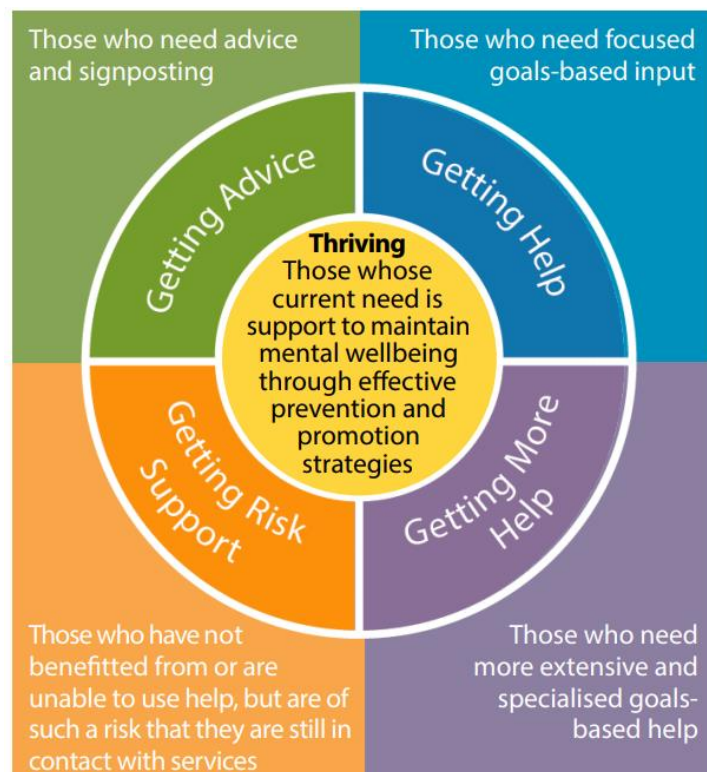 Those who need advice
and signposting
Those who need focused
goals-based input
Getting Advice
Getting Help
Thriving
Those whose
current need is
support to maintain
mental wellbeing
through effective
prevention and
promotion
strategies
Getting Risk
Support
Getting More
Help
Those who have not
benefitted from or are
unable to use help, but are of
such a risk that they are still in
contact with services
Those who need
more extensive and
specialised goals-
based help